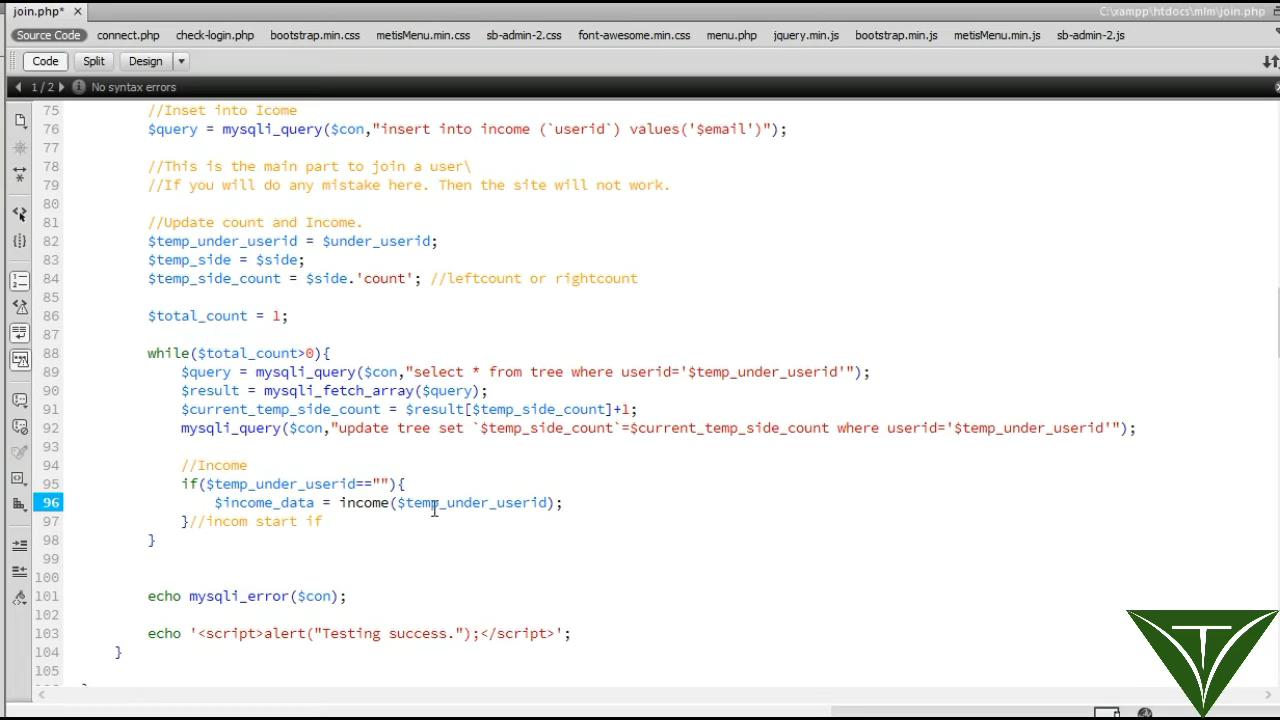 join.php* ×
C:\xampp\htdocs\mlm\join.php
Source Code connect.php check-login.php bootstrap.min.css metisMenu.min.css sb-admin-2.css font-awesome.min.css menu.php jquery.min.js bootstrap.min.js metisMenu.min.js sb-admin-2.js
Code Split Design
1 / 2 No syntax errors
75 //Inset into Icome
76 $query = mysqli_query($con,"insert into income (`userid`) values('$email')");
77
78 //This is the main part to join a user\
79 //If you will do any mistake here. Then the site will not work.
80
81 //Update count and Income.
82 $temp_under_userid = $under_userid;
83 $temp_side = $side;
84 $temp_side_count = $side.'count'; //leftcount or rightcount
85
86 $total_count = 1;
87
88 while($total_count>0){
89 $query = mysqli_query($con,"select * from tree where userid='$temp_under_userid'");
90 $result = mysqli_fetch_array($query);
91 $current_temp_side_count = $result[$temp_side_count]+1;
92 mysqli_query($con,"update tree set `$temp_side_count`=$current_temp_side_count where userid='$temp_under_userid'");
93
94 //Income
95 if($temp_under_userid==""){
96 $income_data = income($temp_under_userid);
97 }//incom start if
98 }
99
100
101 echo mysqli_error($con);
102
103 echo '<script>alert("Testing success.");</script>';
104 }
105